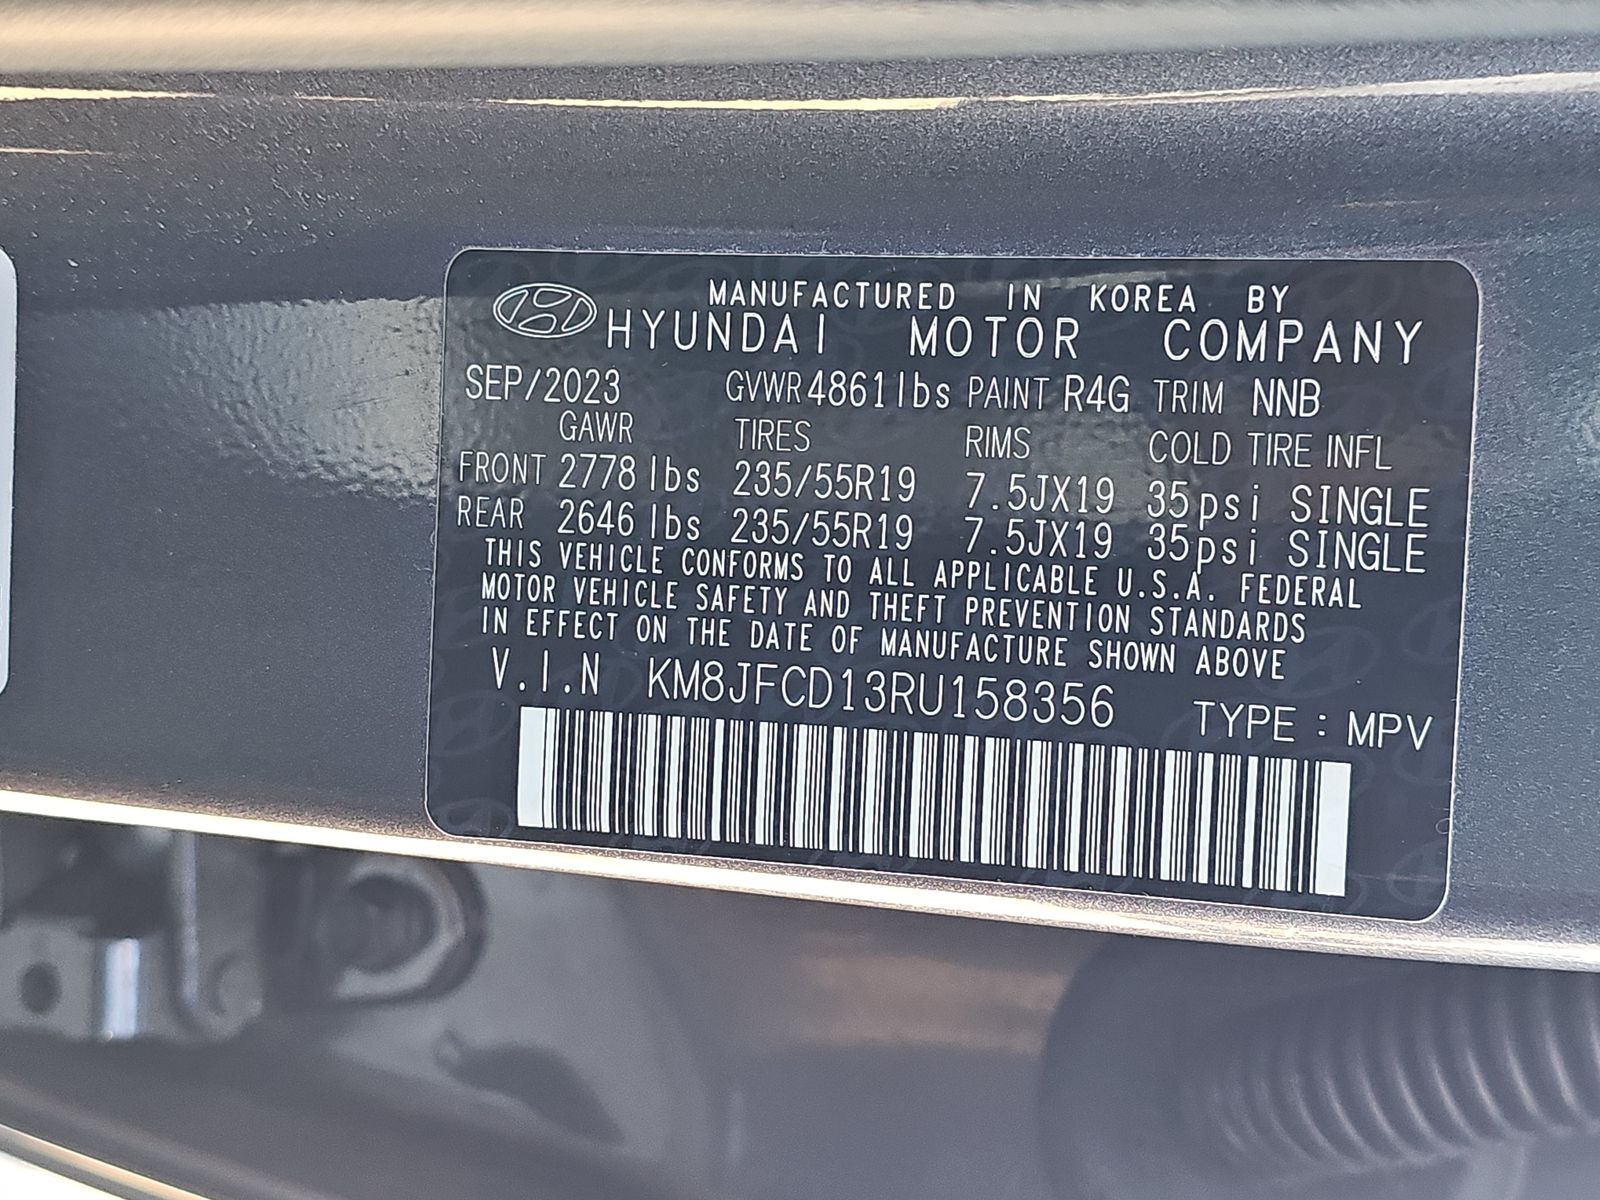 MANUFACTURED IN KOREA BY
HYUNDAI MOTOR COMPANY
SEP/2023 GVWR 4861lbs PAINT R4G TRIM NNB
GAWR TIRES RIMS COLD TIRE INFL
FRONT 2778 lbs 235/55R19 7.5JX19 35psi SINGLE
REAR 2646 lbs 235/55R19 7.5JX19 35psi SINGLE
THIS VEHICLE CONFORMS TO ALL APPLICABLE U.S.A. FEDERAL
MOTOR VEHICLE SAFETY AND THEFT PREVENTION STANDARDS
IN EFFECT ON THE DATE OF MANUFACTURE SHOWN ABOVE
V.I.N KM8JFCD13RU158356 TYPE : MPV